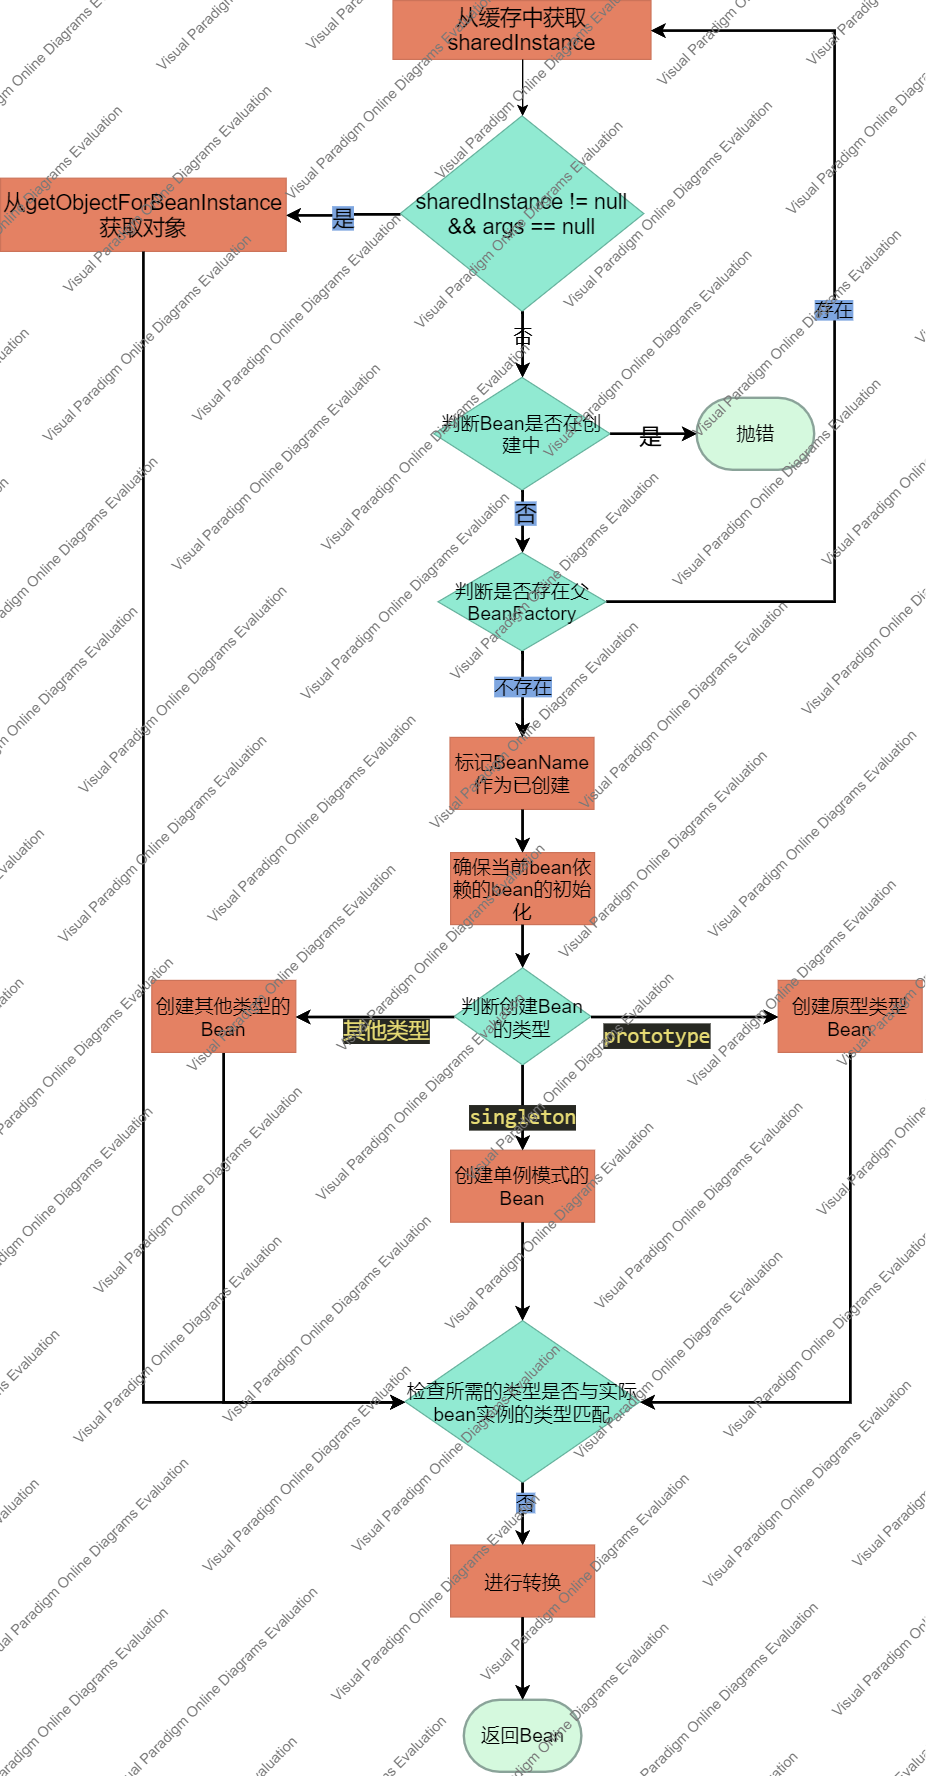 从缓存中获取
sharedInstance
sharedInstance != null
&& args == null
是
从getObjectForBeanInstance
获取对象
否
存在
判断Bean是否在创
建中
是
抛错
否
判断是否存在父
BeanFactory
不存在
标记BeanName
作为已创建
确保当前bean依
赖的bean的初始
化
判断创建Bean
的类型
其他类型
创建其他类型的
Bean
prototype
创建原型类型
Bean
singleton
创建单例模式的
Bean
检查所需的类型是否与实际
bean实例的类型匹配
否
进行转换
返回Bean
Visual Paradigm Online Diagrams Evaluation